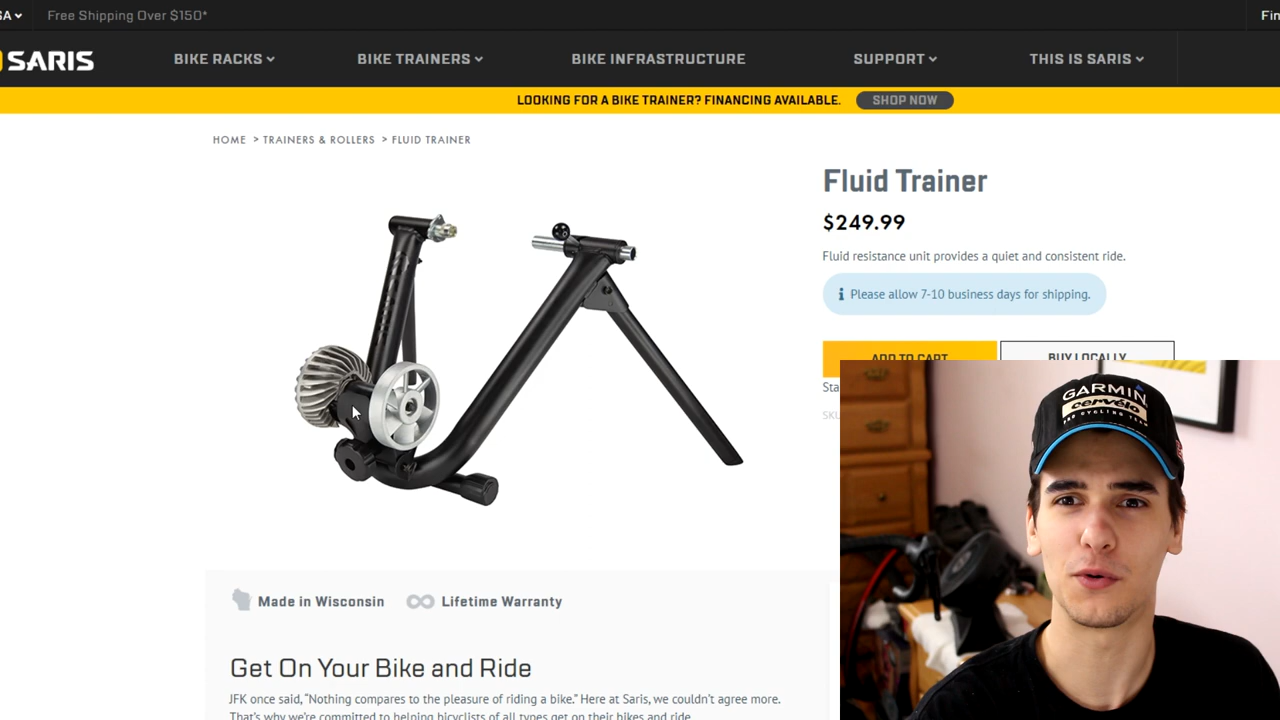 SA
Free Shipping Over $150*
Fin
SARIS
BIKE RACKS
BIKE TRAINERS
BIKE INFRASTRUCTURE
SUPPORT
THIS IS SARIS
LOOKING FOR A BIKE TRAINER? FINANCING AVAILABLE.
SHOP NOW
HOME > TRAINERS & ROLLERS > FLUID TRAINER
Fluid Trainer
$249.99
Fluid resistance unit provides a quiet and consistent ride.
Please allow 7-10 business days for shipping.
ADD TO CART
BUY LOCALLY
Sta
SKU
GARMIN
cervélo
PRO CYCLING TEAM
Made in Wisconsin
Lifetime Warranty
Get On Your Bike and Ride
JFK once said, “Nothing compares to the pleasure of riding a bike.” Here at Saris, we couldn't agree more.
That's why we're committed to helping bicyclists of all types get on their bikes and ride.